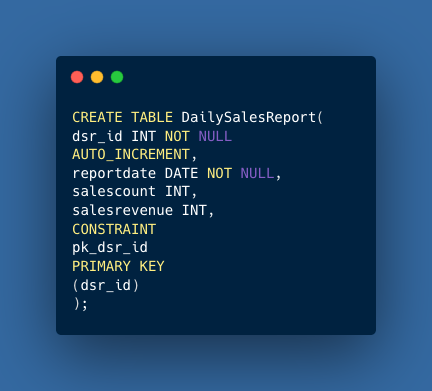 CREATE TABLE DailySalesReport(
dsr_id INT NOT NULL
AUTO_INCREMENT,
reportdate DATE NOT NULL,
salescount INT,
salesrevenue INT,
CONSTRAINT
pk_dsr_id
PRIMARY KEY
(dsr_id)
);